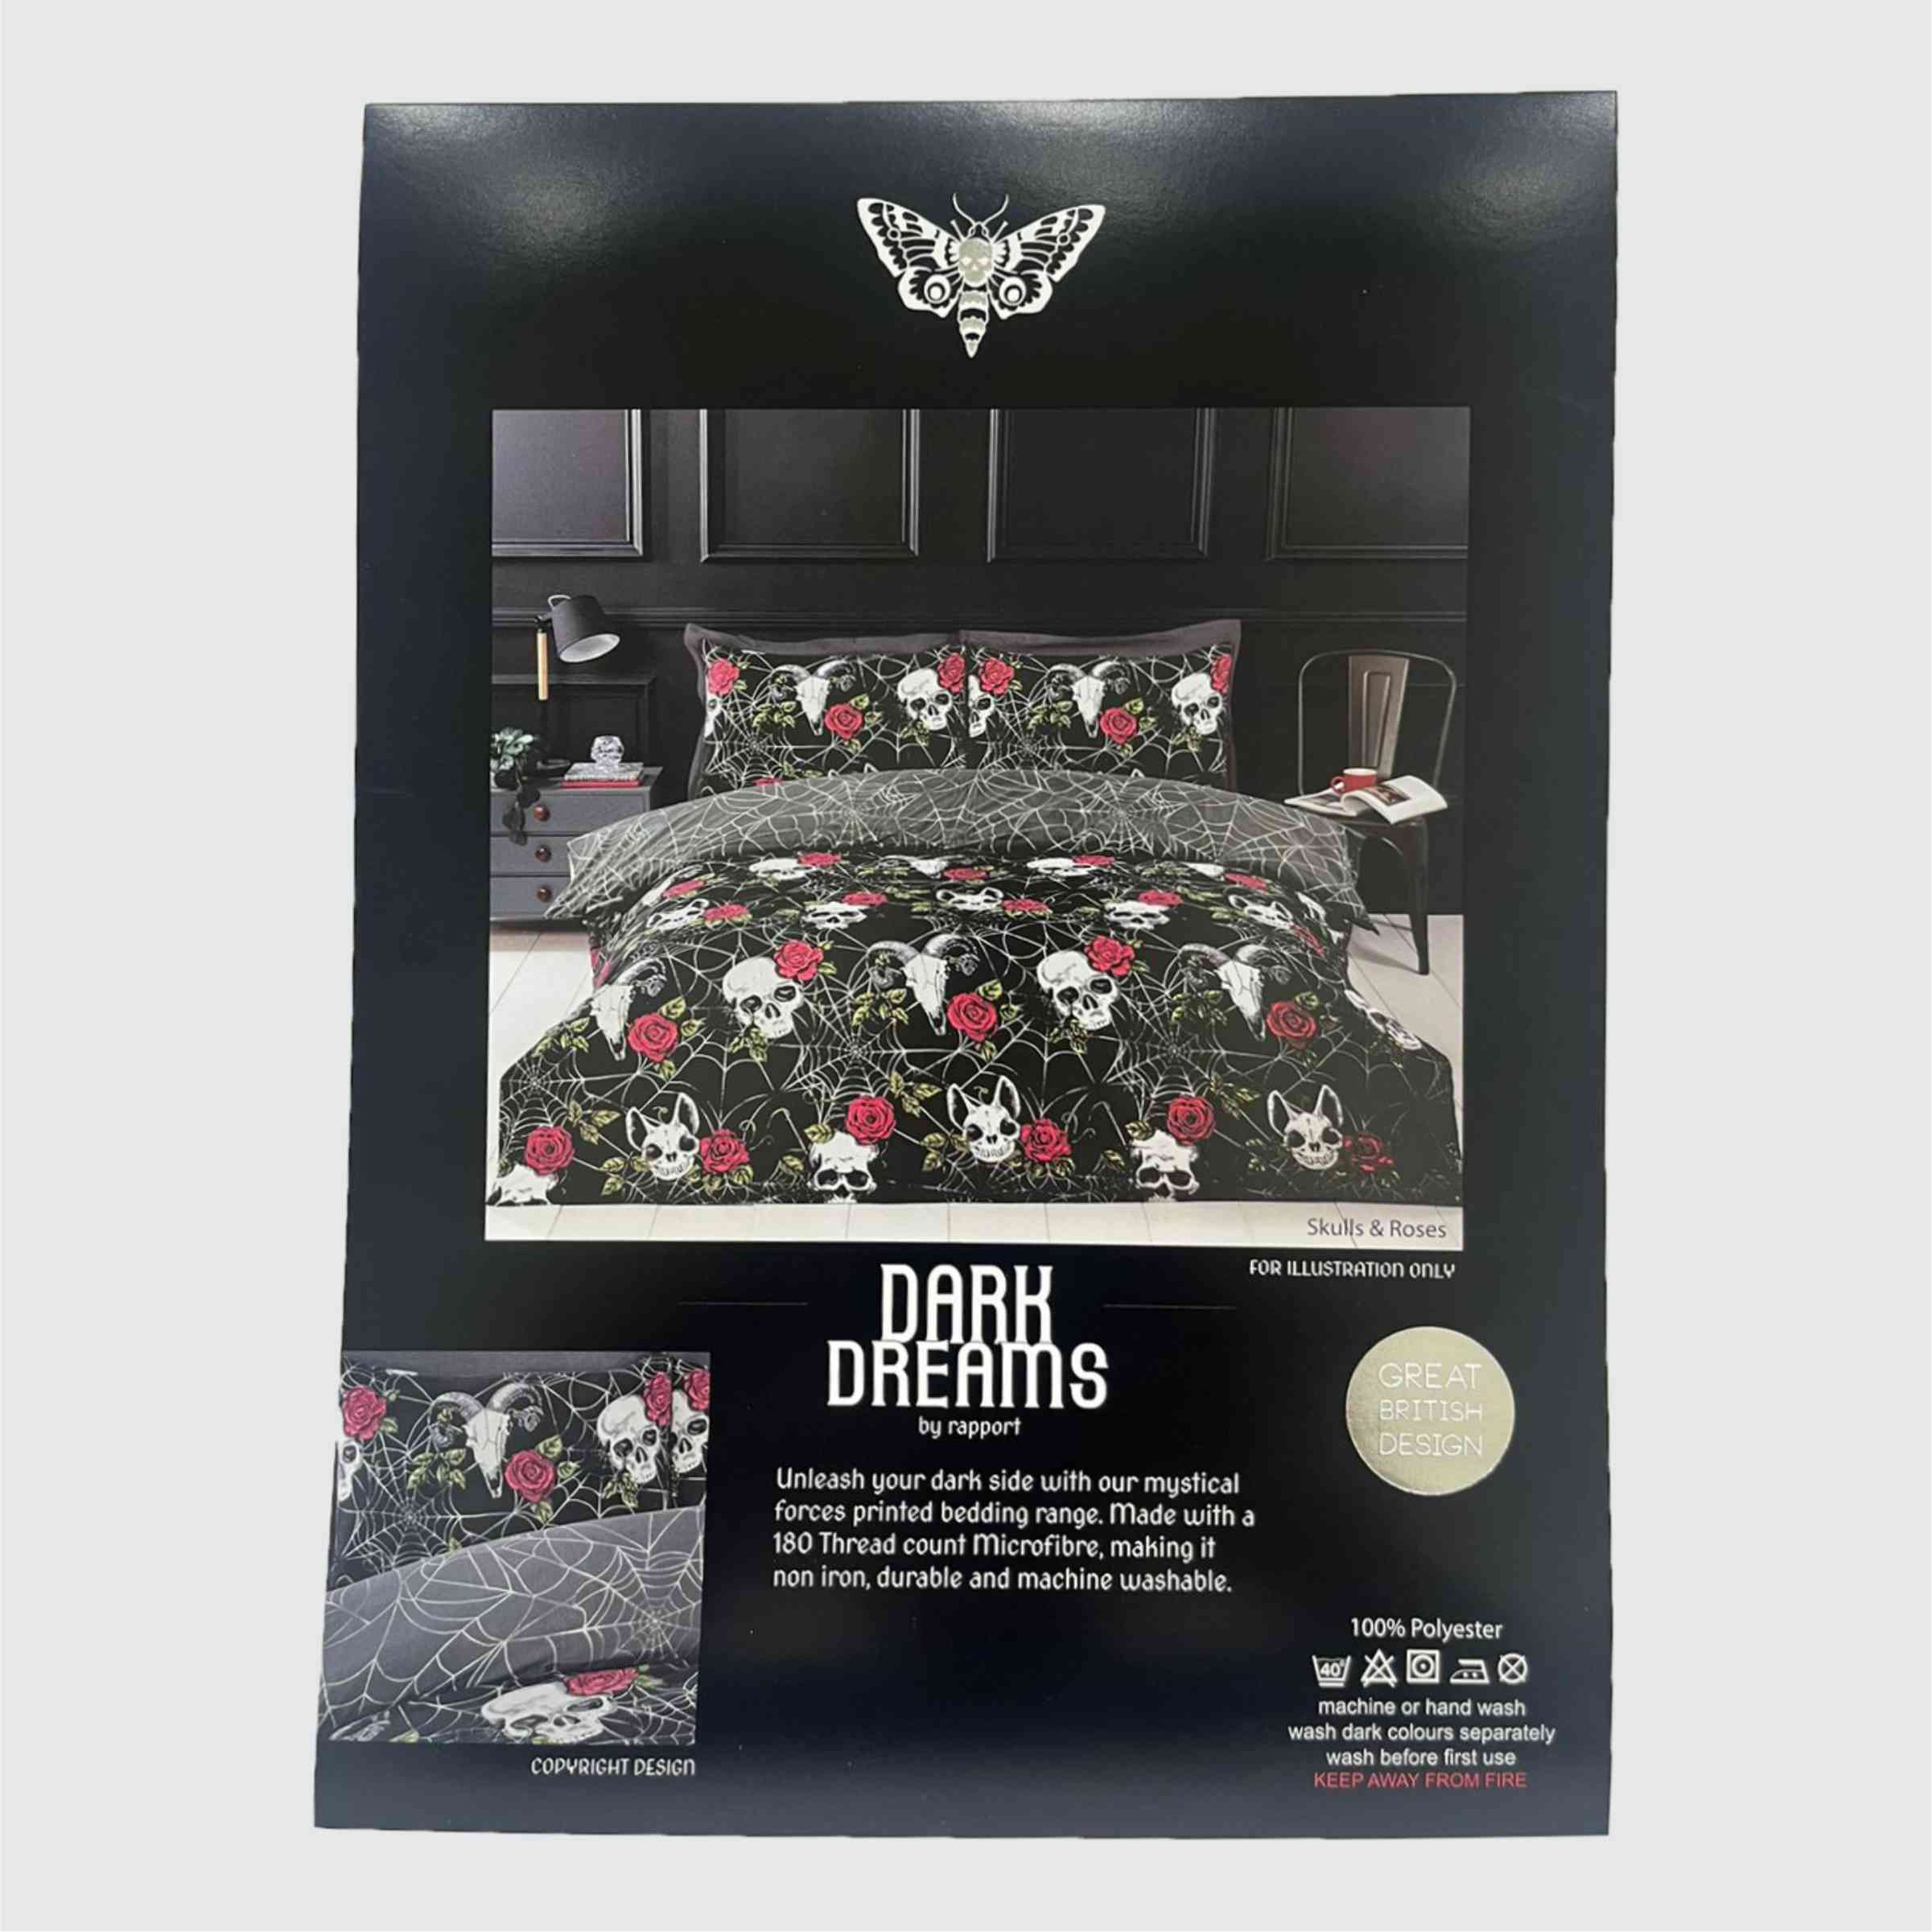 Skulls & Roses
FOR ILLUSTRATION ONLY
DARK
DREAMS
by rapport
GREAT
BRITISH
DESIGN
Unleash your dark side with our mystical
forces printed bedding range. Made with a
180 Thread count Microfibre, making it
non iron, durable and machine washable.
COPYRIGHT DESIGN
100% Polyester
40°
machine or hand wash
wash dark colours separately
wash before first use
KEEP AWAY FROM FIRE